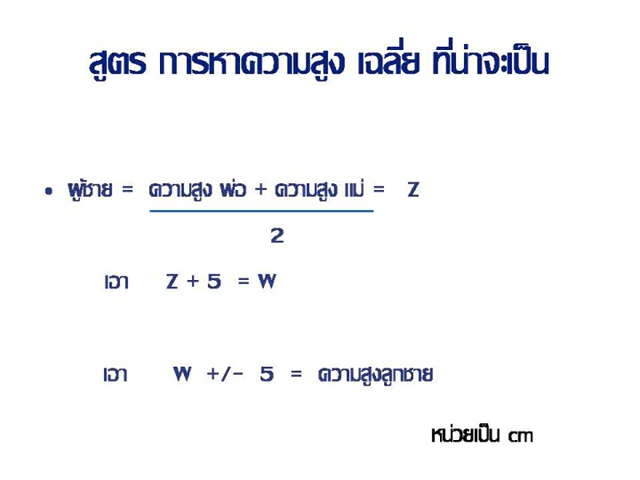 สูตร การหาความสูง เฉลี่ย ที่น่าจะเป็น
• ผู้ชาย = ความสูง พ่อ + ความสูง แม่ = Z
2
เอา Z + 5 = W
เอา W +/- 5 = ความสูงลูกชาย
หน่วยเป็น cm